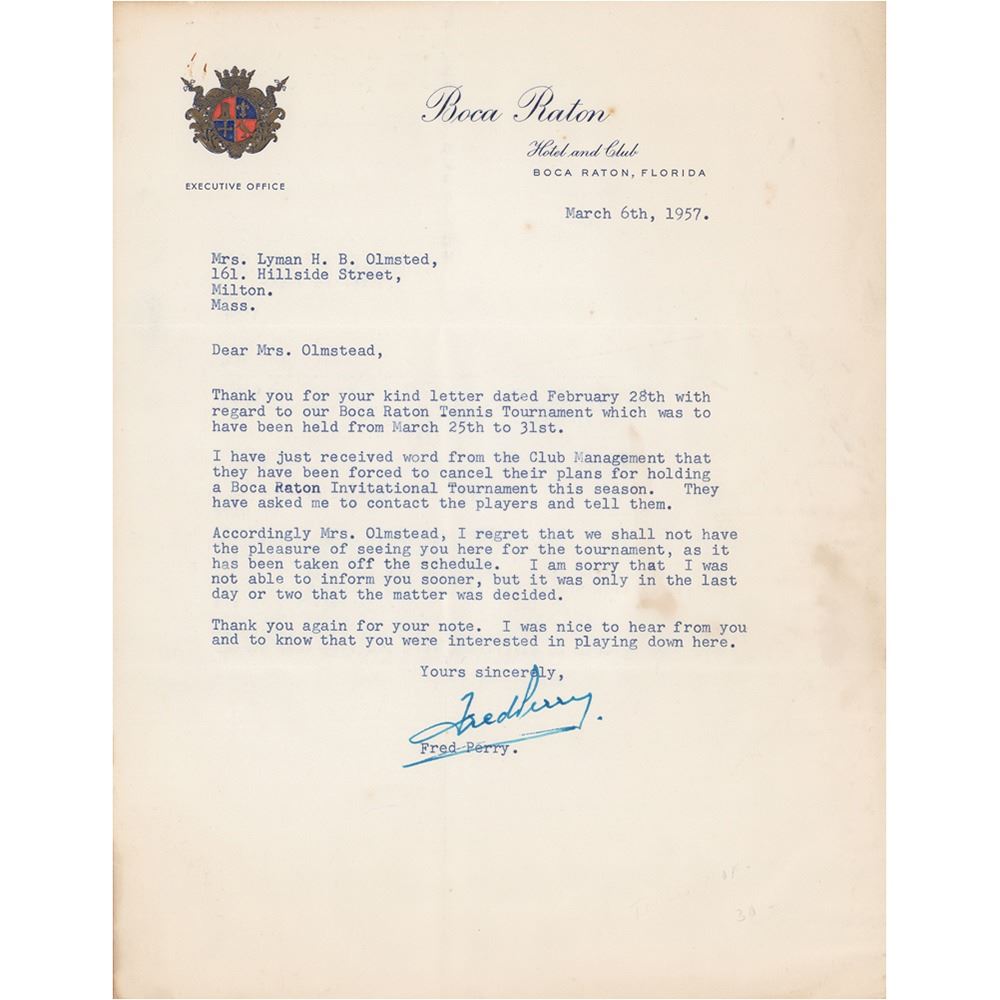 Boca Raton
Hotel and Club
BOCA RATON, FLORIDA
EXECUTIVE OFFICE
March 6th, 1957.
Mrs. Lyman H. B. Olmsted,
161. Hillside Street,
Milton.
Mass.
Dear Mrs. Olmstead,
Thank you for your kind letter dated February 28th with
regard to our Boca Raton Tennis Tournament which was to
have been held from March 25th to 31st.
I have just received word from the Club Management that
they have been forced to cancel their plans for holding
a Boca Raton Invitational Tournament this season. They
have asked me to contact the players and tell them.
Accordingly Mrs. Olmstead, I regret that we shall not have
the pleasure of seeing you here for the tournament, as it
has been taken off the schedule. I am sorry that I was
not able to inform you sooner, but it was only in the last
day or two that the matter was decided.
Thank you again for your note. I was nice to hear from you
and to know that you were interested in playing down here.
Yours sincerely,
Fred Perry.
Fred Perry.
30 -